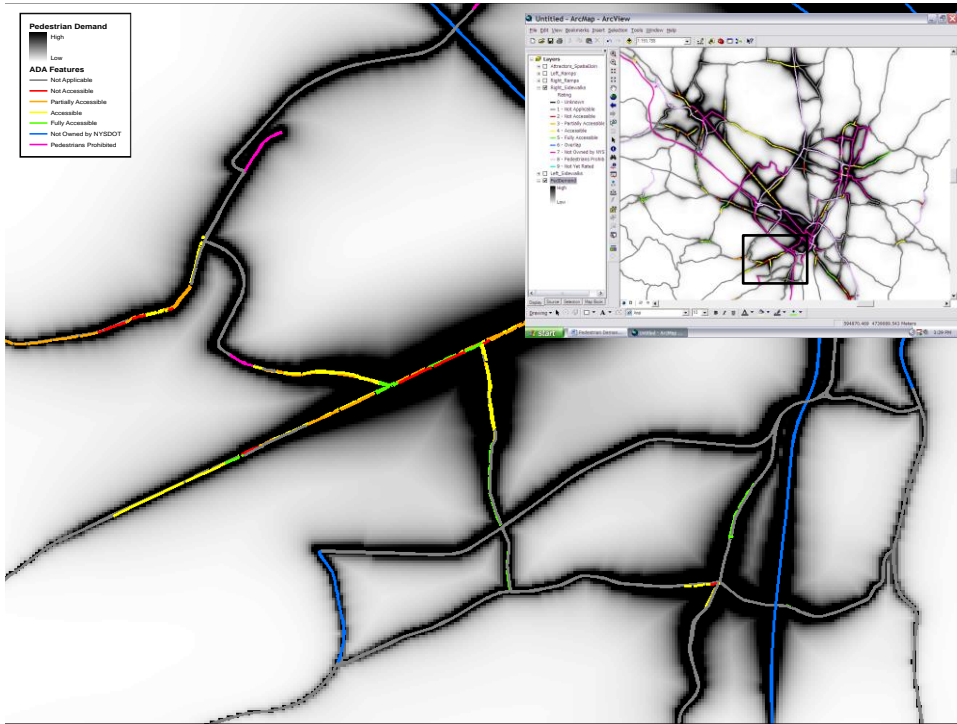 Pedestrian Demand
High
Low
ADA Features
Not Applicable
Not Accessible
Partially Accessible
Accessible
Fully Accessible
Not Owned by NYSDOT
Pedestrians Prohibited
Untitled - ArcMap - ArcView
File Edit View Bookmarks Insert Selection Tools Window Help
Layers
Left_Ramps
Right_Ramps
Right_Sidewalks
Rating
0 - Unknown
1 - Not Applicable
2 - Not Accessible
3 - Partially Accessible
4 - Accessible
5 - Fully Accessible
6 - Overlap
7 - Not Owned by NYS
8 - Pedestrians Prohib
9 - Not Yet Rated
Left_Sidewalks
PedDemand
High
Low
Display Source Selection Map Book
Drawing
start
Pedestrian Deman...
Untitled - ArcMap - ...